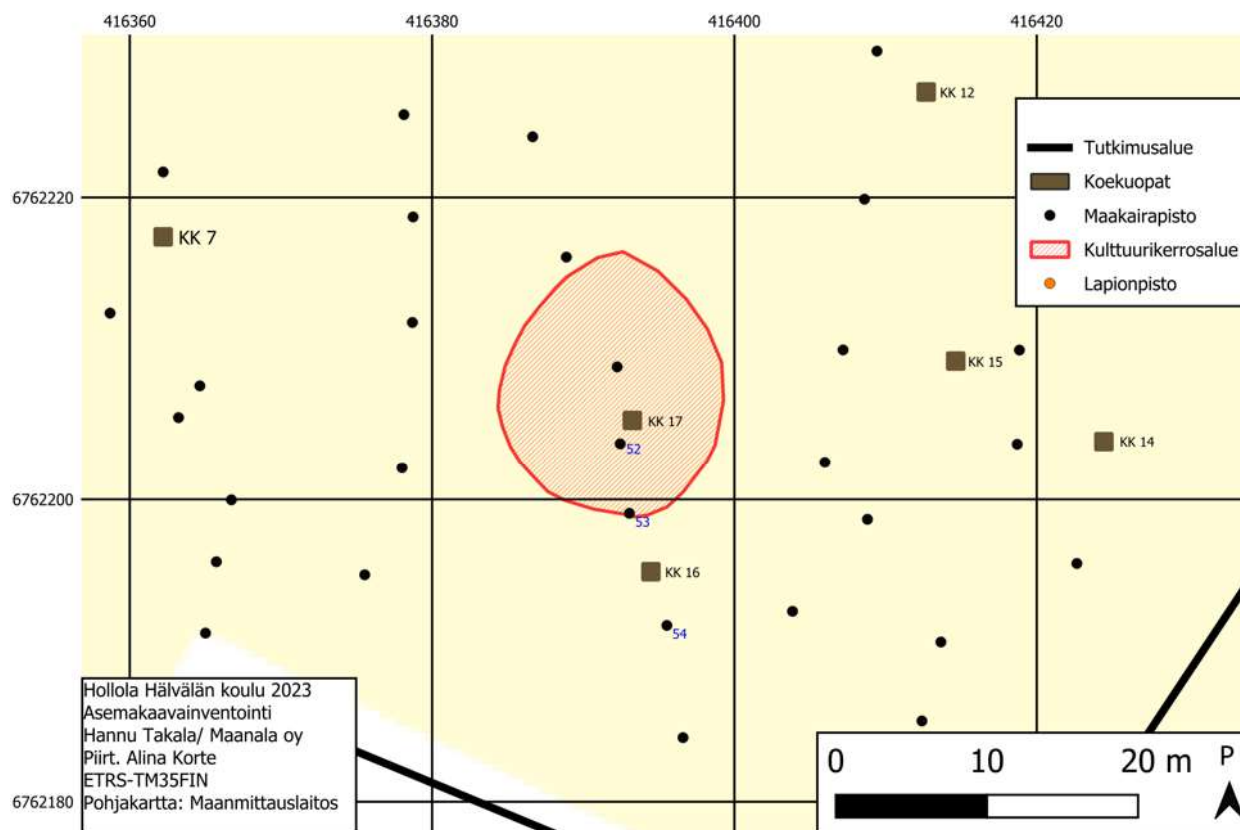 416360 416380 416400 416420
KK 12
Tutkimusalue
Koekuopat
Maakairapisto
Kulttuurikerrosalue
Lapionpisto
6762220
KK 7
KK 15
KK 17
KK 14
52
6762200
53
KK 16
54
Hollola Hälvälän koulu 2023
Asemakaavainventointi
Hannu Takala/ Maanala oy
Piirt. Alina Korte
ETRS-TM35FIN
Pohjakartta: Maanmittauslaitos
6762180
0 10 20 m P